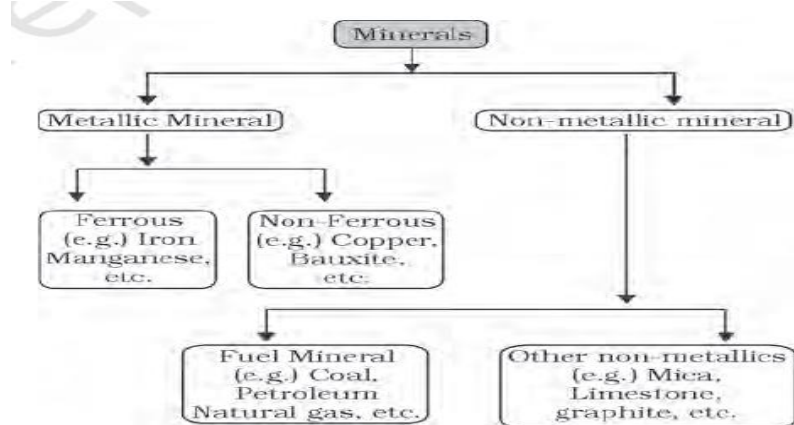 Minerals
Metallic Mineral
Non-metallic mineral
Ferrous
(e.g.) Iron
Manganese,
etc.
Non-Ferrous
(e.g.) Copper,
Bauxite,
etc.
Fuel Mineral
(e.g.) Coal,
Petroleum
Natural gas, etc.
Other non-metallics
(e.g.) Mica,
Limestone,
graphite, etc.